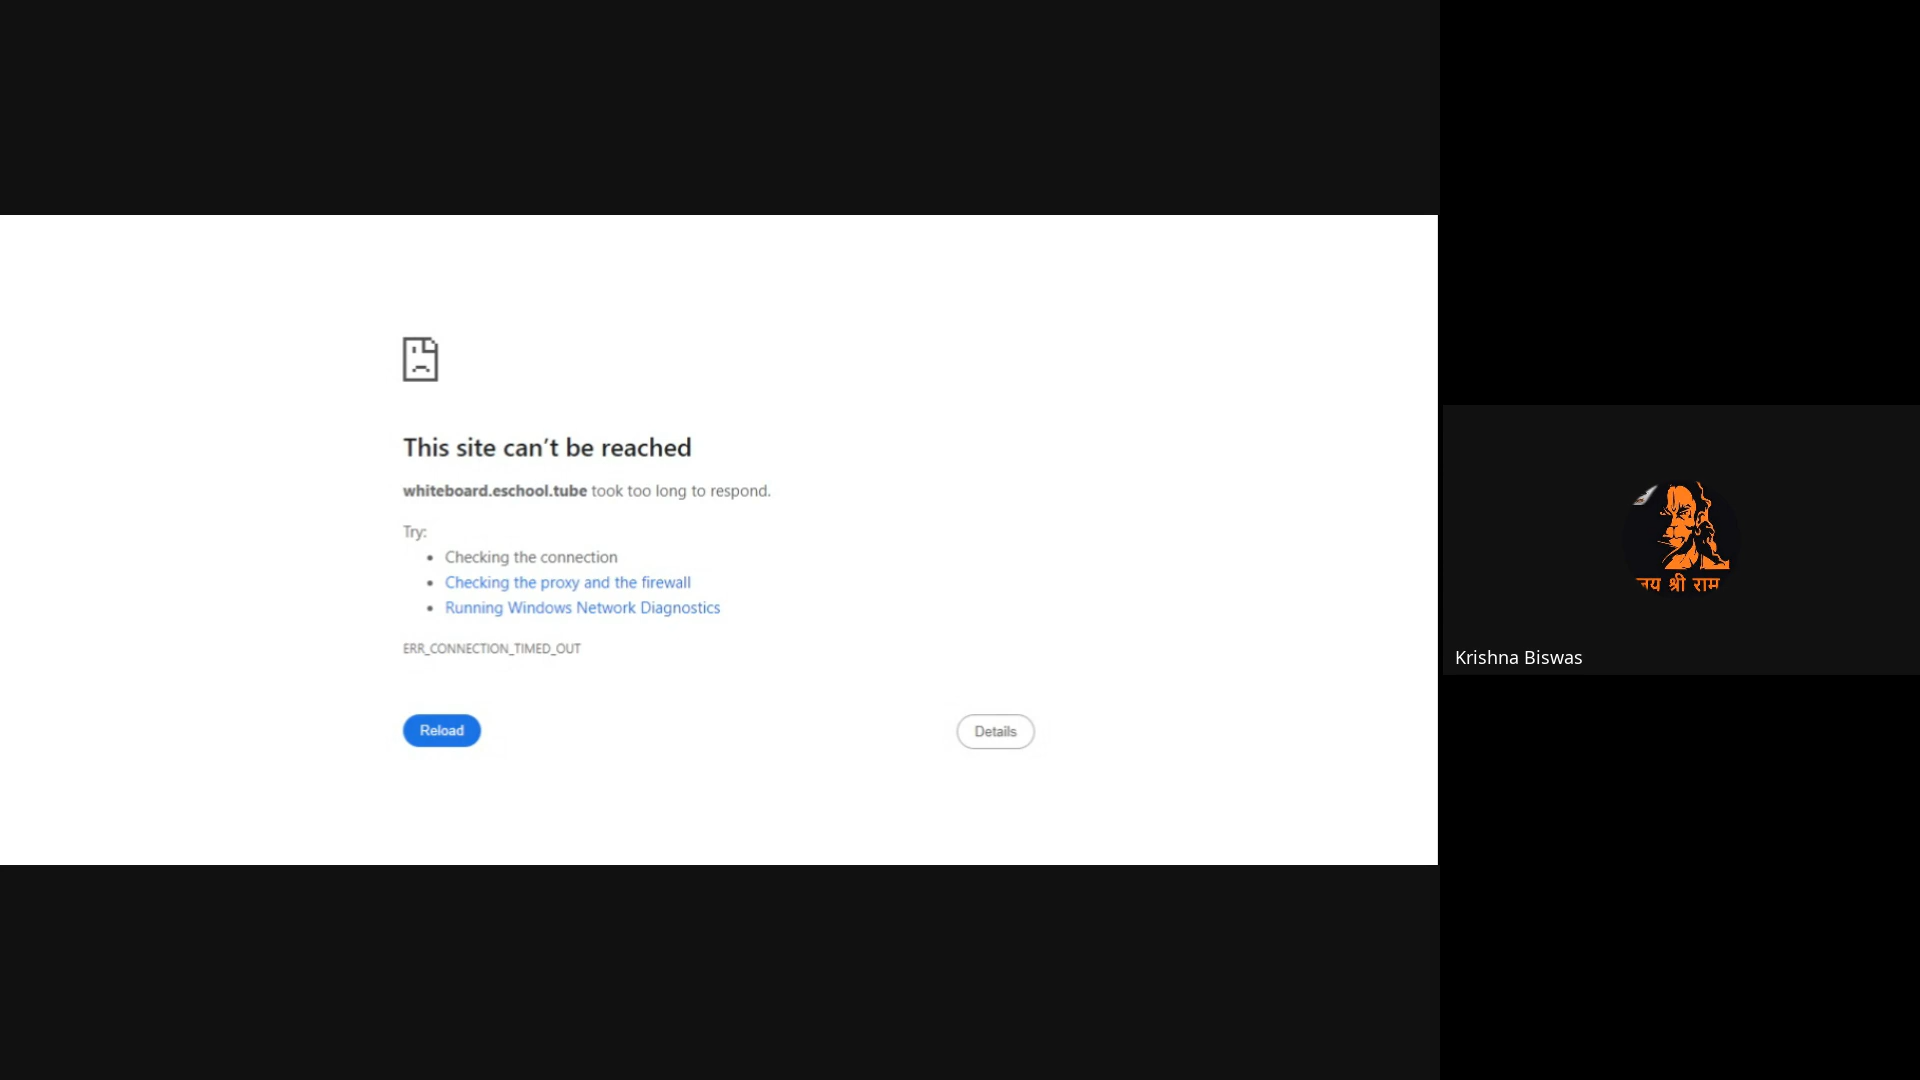 This site can’t be reached
whiteboard.eschool.tube took too long to respond.
Try:
• Checking the connection
• Checking the proxy and the firewall
• Running Windows Network Diagnostics
ERR_CONNECTION_TIMED_OUT
Reload
Details
जय श्री राम
Krishna Biswas